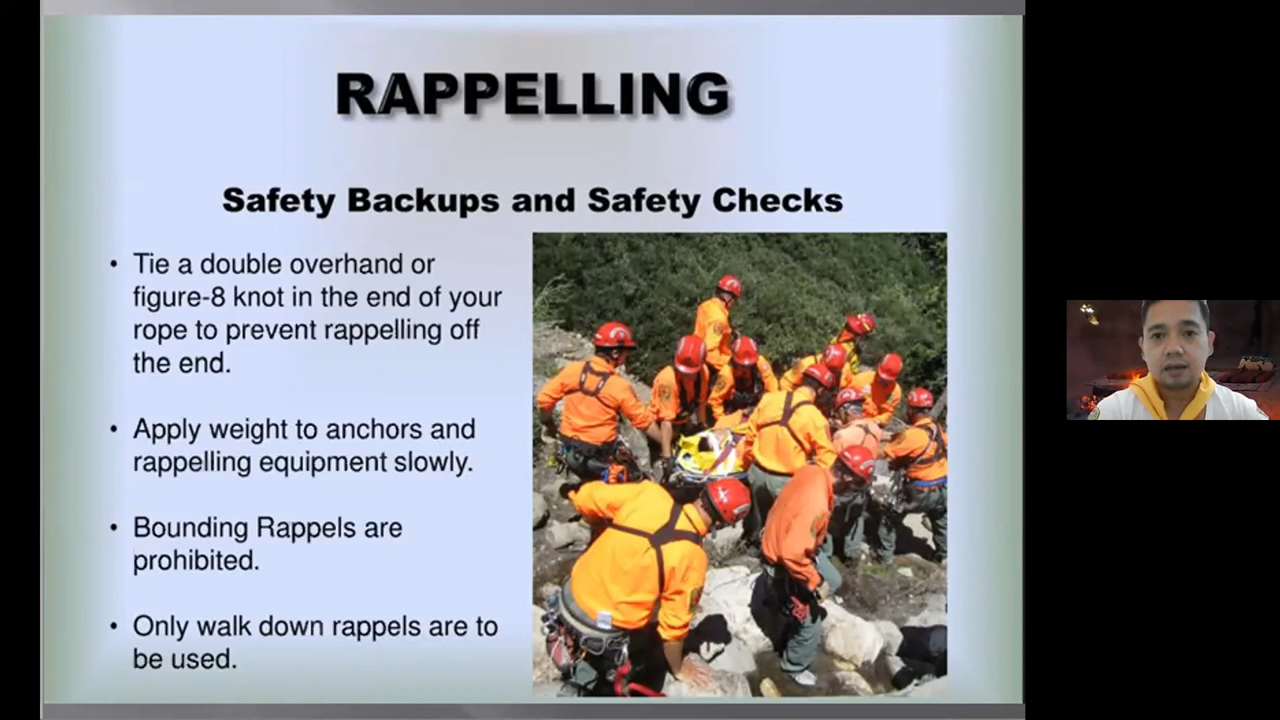 RAPPELLING
Safety Backups and Safety Checks
• Tie a double overhand or
figure-8 knot in the end of your
rope to prevent rappelling off
the end.
• Apply weight to anchors and
rappelling equipment slowly.
• Bounding Rappels are
prohibited.
• Only walk down rappels are to
be used.